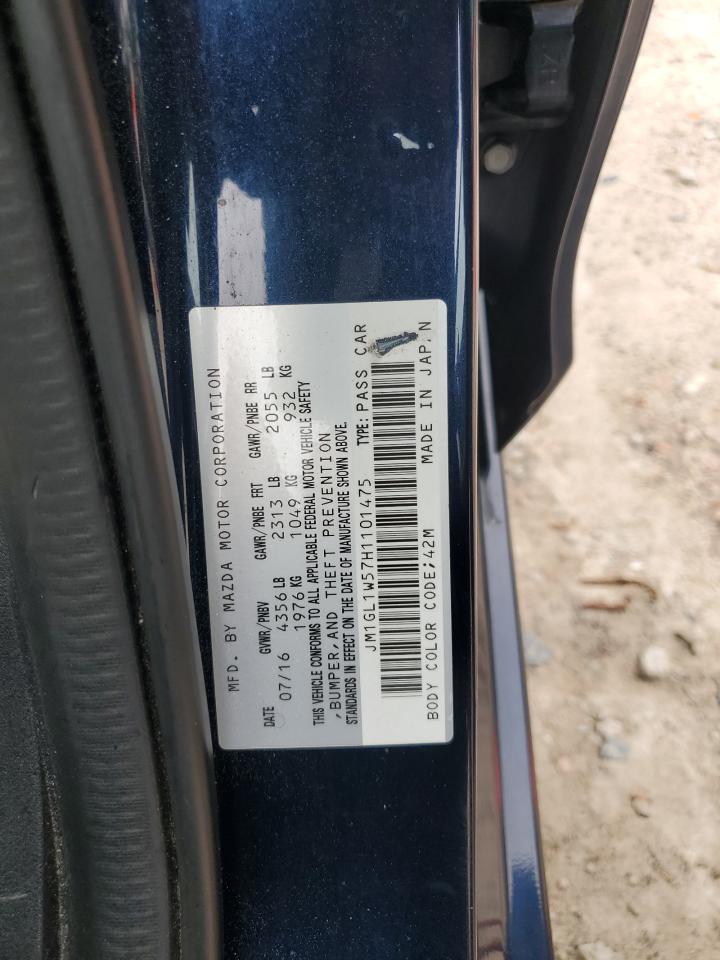 MFD. BY MAZDA MOTOR CORPORATION
DATE GVWR/PNBV GAWR/PNBE FRT GAWR/PNBE RR
07/16 4356 LB 2313 LB 2055 LB
1976 KG 1049 KG 932 KG
THIS VEHICLE CONFORMS TO ALL APPLICABLE FEDERAL MOTOR VEHICLE SAFETY
,BUMPER,AND THEFT PREVENTION
STANDARDS IN EFFECT ON THE DATE OF MANUFACTURE SHOWN ABOVE.
JM1GL1W57H1101475 TYPE: PASS CAR
BODY COLOR CODE;42M MADE IN JAP.N